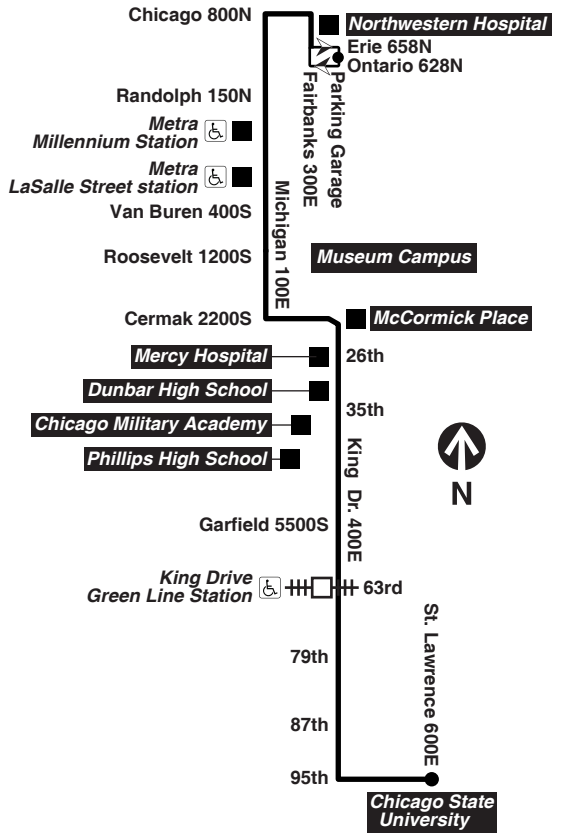 Chicago 800N
Northwestern Hospital
Erie 658N
Ontario 628N
Parking Garage
Fairbanks 300E
Randolph 150N
Metra
Millennium Station
Metra
LaSalle Street station
Michigan 100E
Van Buren 400S
Roosevelt 1200S
Museum Campus
Cermak 2200S
McCormick Place
Mercy Hospital
26th
Dunbar High School
35th
Chicago Military Academy
Phillips High School
King Dr. 400E
N
Garfield 5500S
King Drive
Green Line Station
63rd
St. Lawrence 600E
79th
87th
95th
Chicago State
University